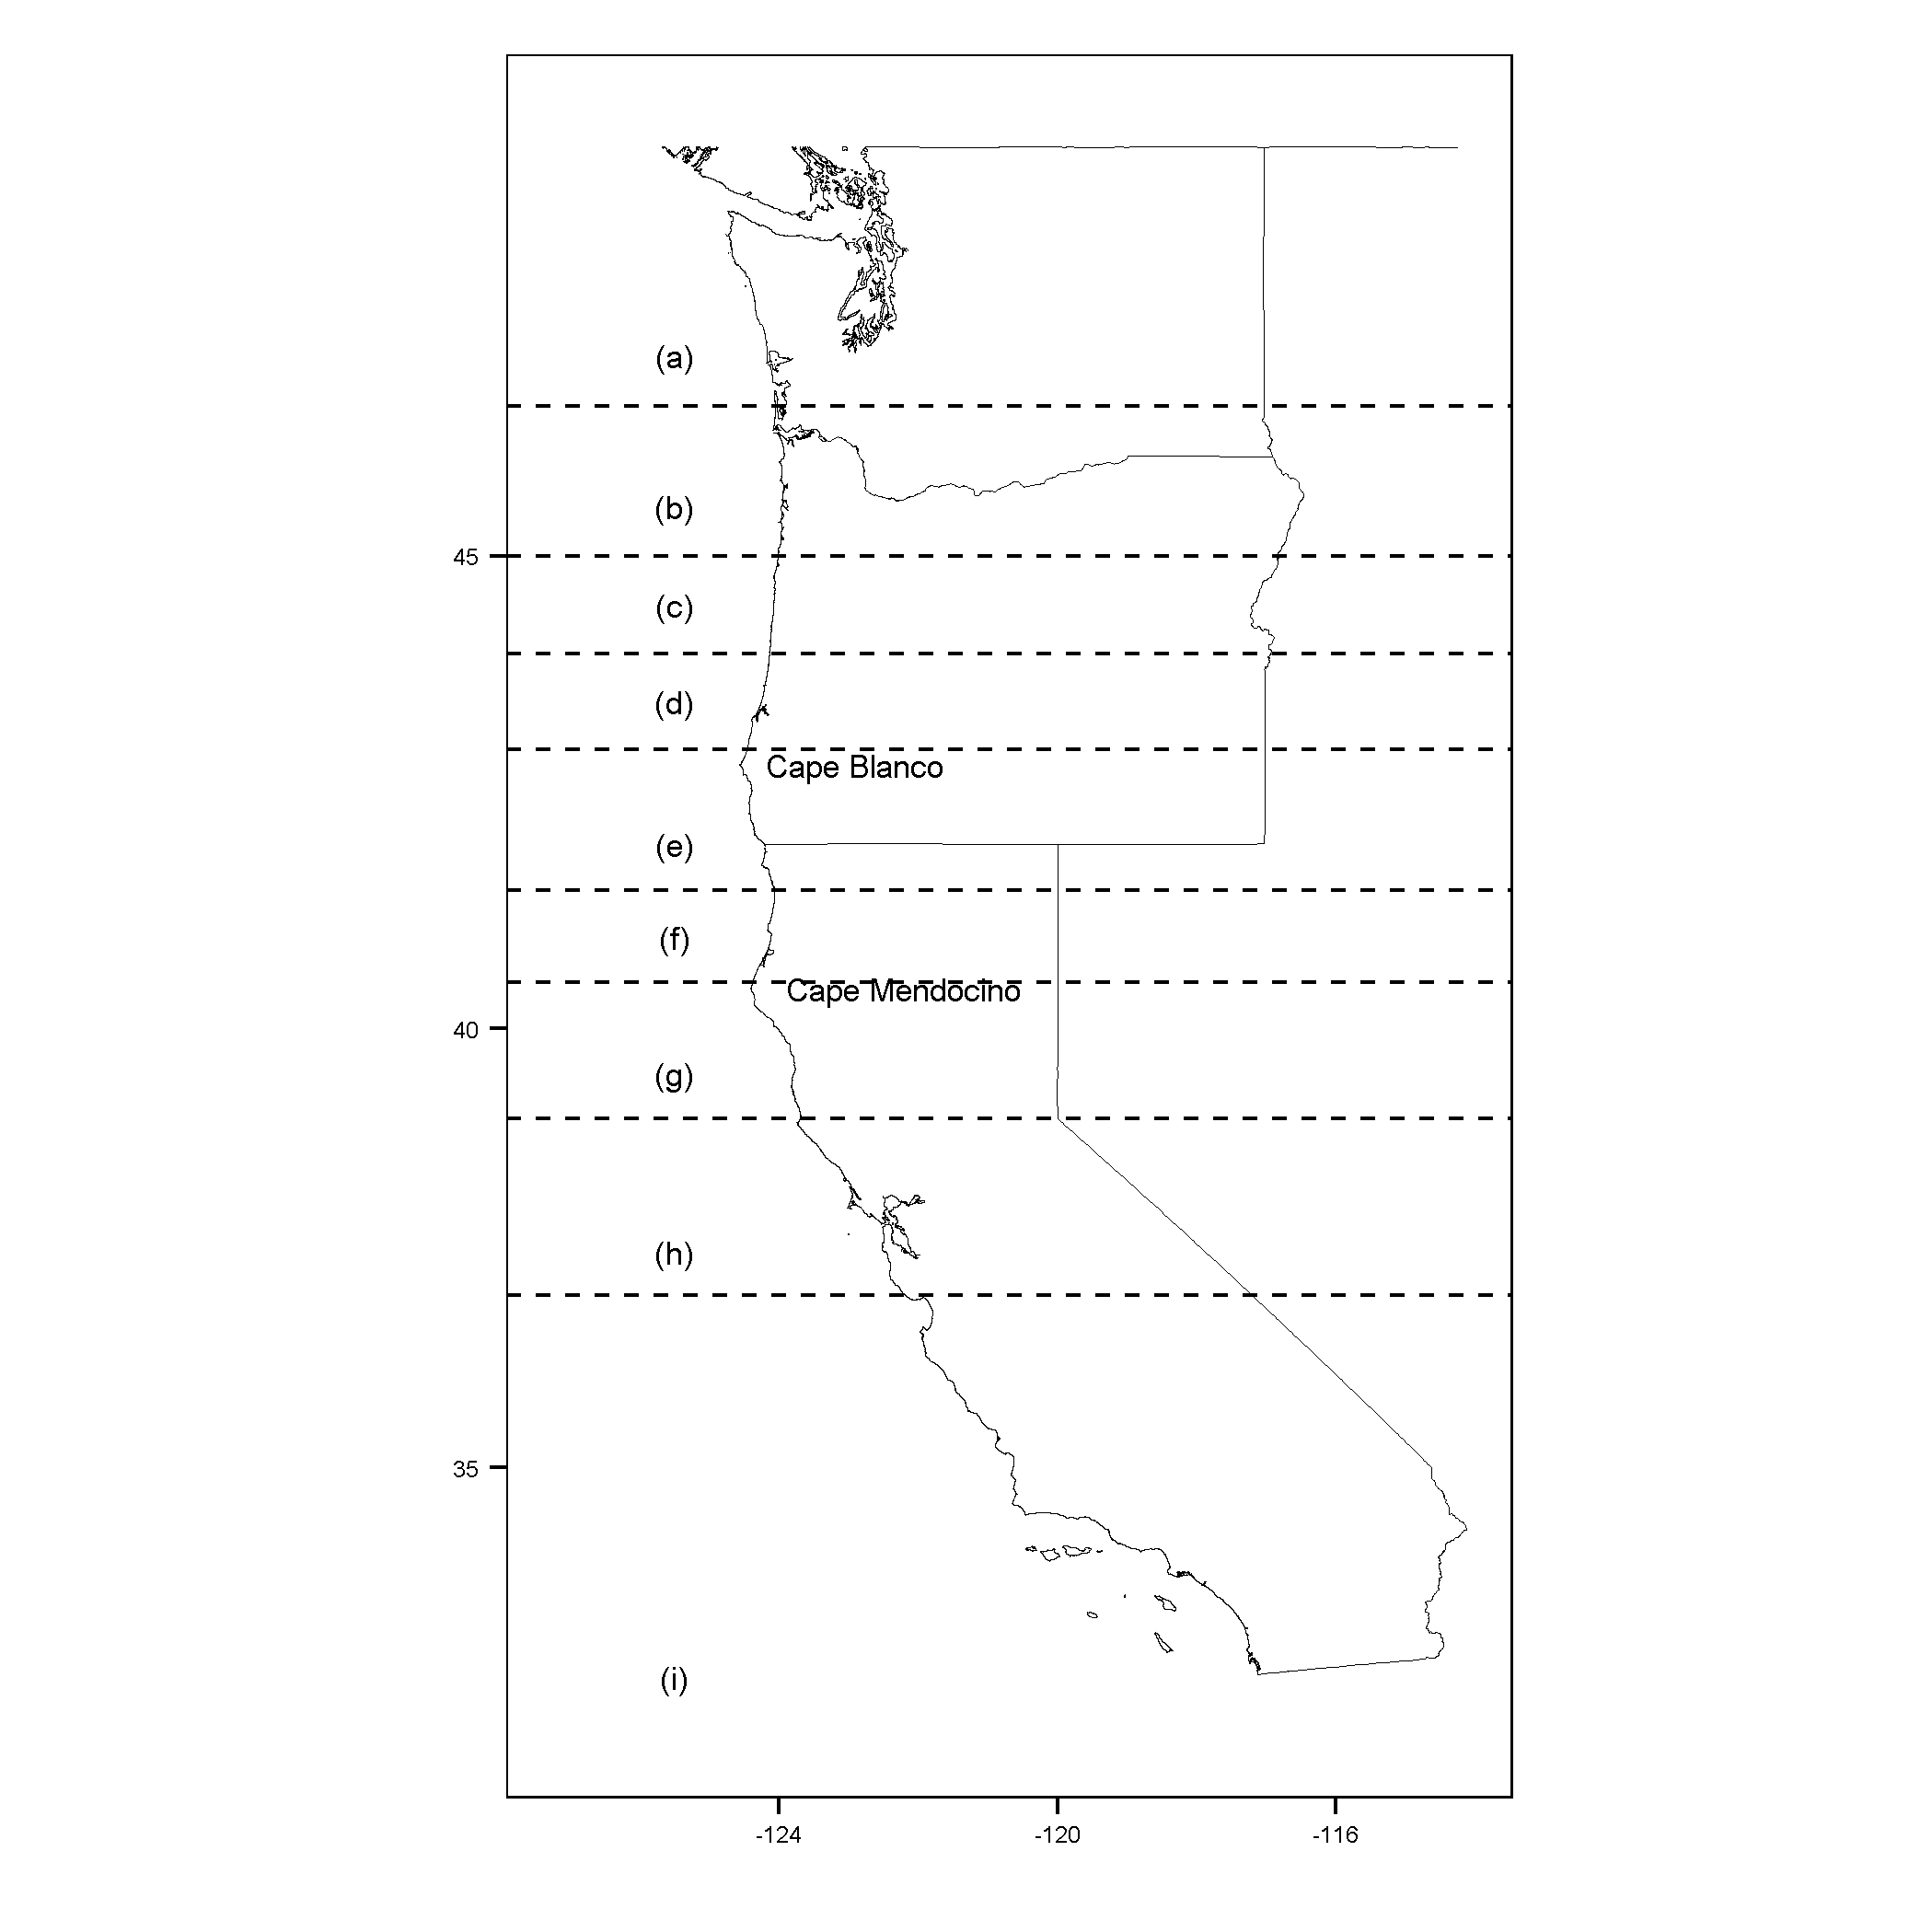 (a)
(b)
45
(c)
(d)
Cape Blanco
(e)
(f)
Cape Mendocino
40
(g)
(h)
35
(i)
-124 -120 -116